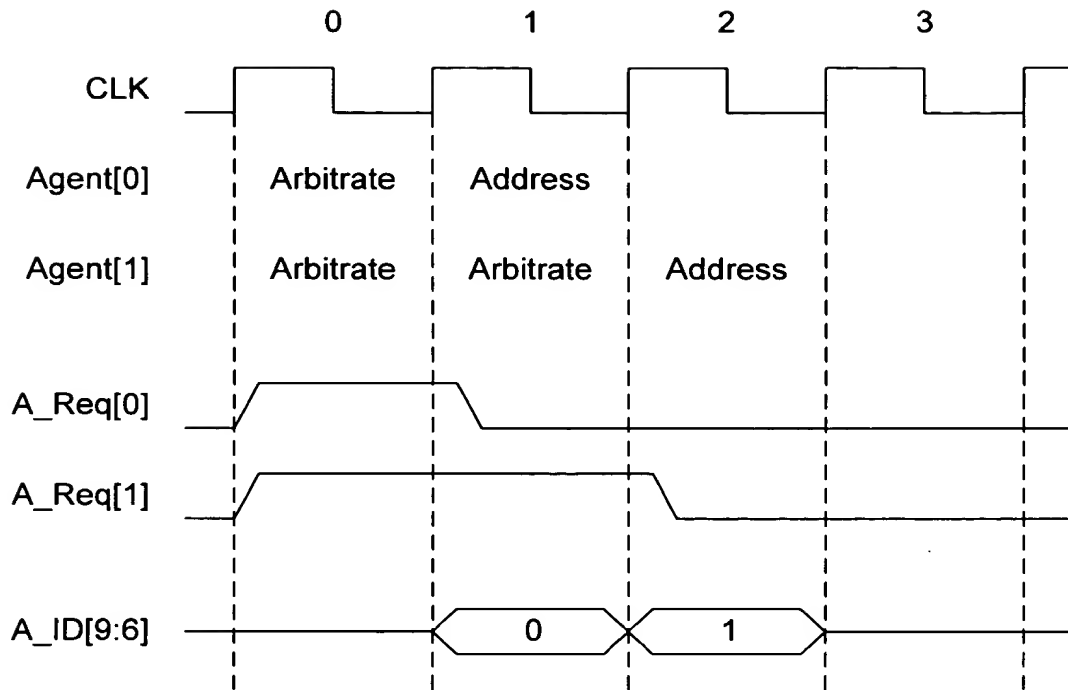 0 1 2 3
CLK
Agent[0] Arbitrate Address
Agent[1] Arbitrate Arbitrate Address
A_Req[0]
A_Req[1]
A_ID[9:6] 0 1